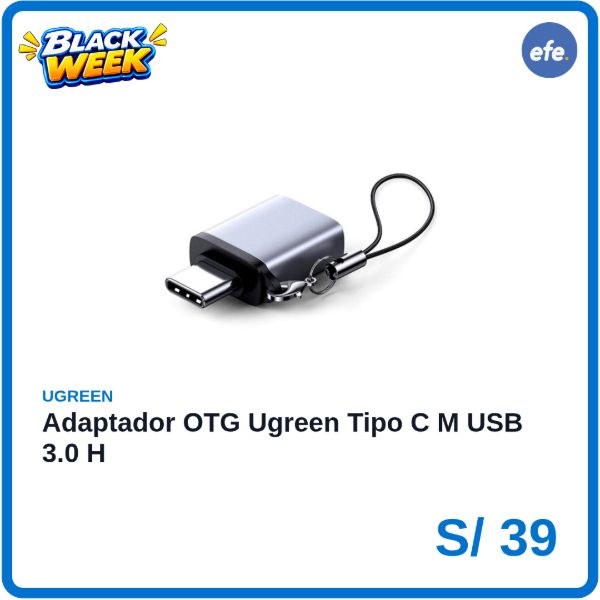 BLACK
WEEK
efe.
UGREEN
Adaptador OTG Ugreen Tipo C M USB
3.0 H
S/ 39